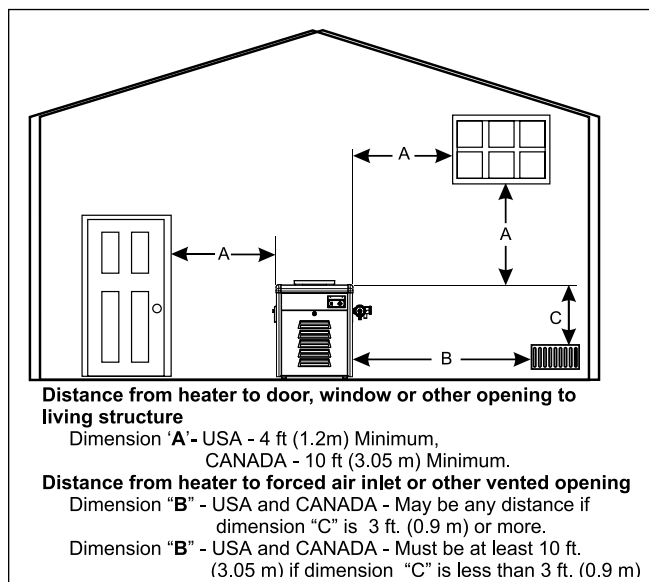 A
A
A
C
B
Distance from heater to door, window or other opening to
living structure
Dimension ‘A’- USA - 4 ft (1.2m) Minimum,
CANADA - 10 ft (3.05 m) Minimum.
Distance from heater to forced air inlet or other vented opening
Dimension “B” - USA and CANADA - May be any distance if
dimension “C” is 3 ft. (0.9 m) or more.
Dimension “B” - USA and CANADA - Must be at least 10 ft.
(3.05 m) if dimension “C” is less than 3 ft. (0.9 m)